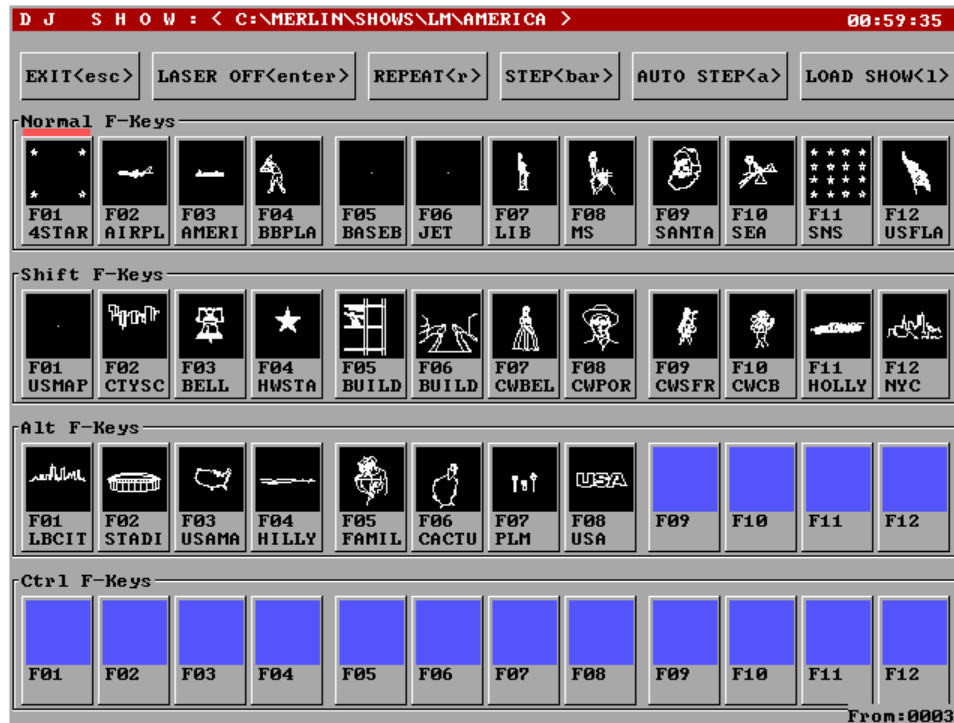 D J  S H O W : < C:\MERLIN\SHOWS\LM\AMERICA > 00:59:35
EXIT<esc> LASER OFF<enter> REPEAT<r> STEP<bar> AUTO STEP<a> LOAD SHOW<l>
Normal F-Keys
F01 F02 F03 F04 F05 F06 F07 F08 F09 F10 F11 F12
4STAR AIRPL AMERI BBPLA BASEB JET LIB MS SANTA SEA SNS USFLA
Shift F-Keys
F01 F02 F03 F04 F05 F06 F07 F08 F09 F10 F11 F12
USMAP CTYSC BELL HWSTA BUILD BUILD CWBEL CWPOR CWSFR CWCB HOLLY NYC
Alt F-Keys
USA
F01 F02 F03 F04 F05 F06 F07 F08 F09 F10 F11 F12
LBCIT STADI USAMA HILLY FAMIL CACTU PLM USA
Ctrl F-Keys
F01 F02 F03 F04 F05 F06 F07 F08 F09 F10 F11 F12
From:0003